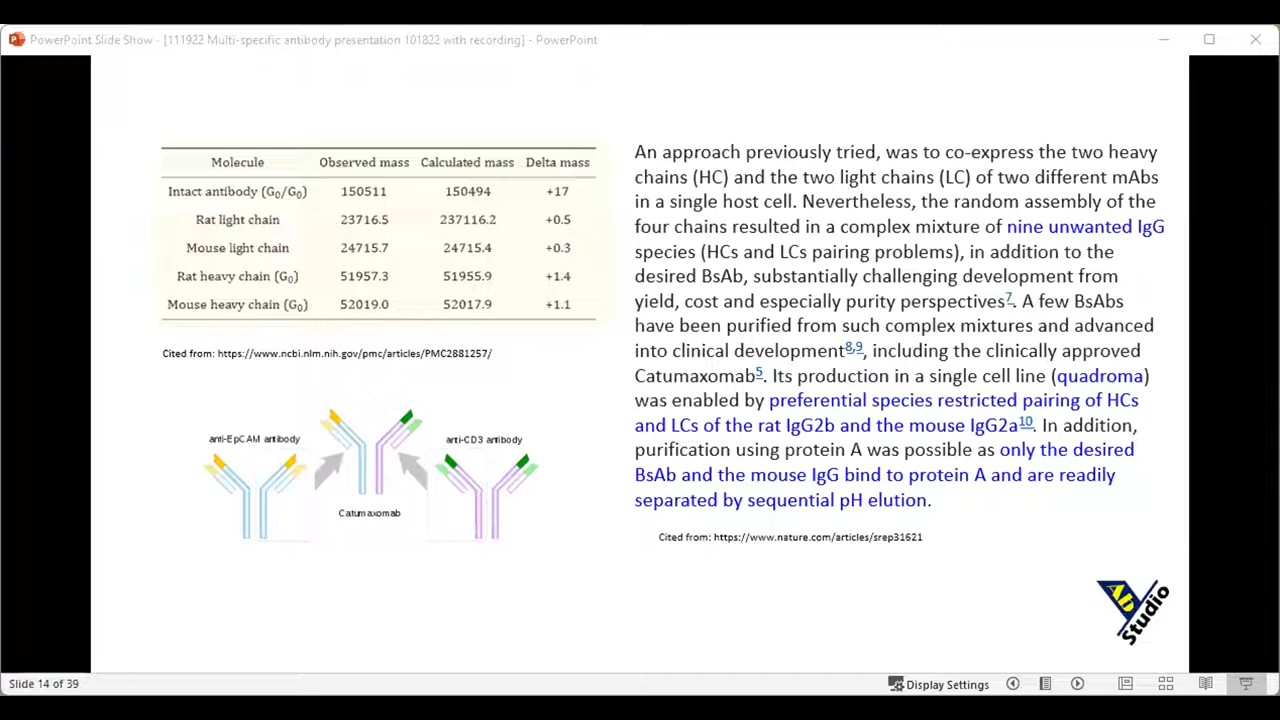 PowerPoint Slide Show - [111922 Multi-specific antibody presentation 101822 with recording] - PowerPoint
Molecule Observed mass Calculated mass Delta mass
Intact antibody (G0/G0) 150511 150494 +17
Rat light chain 23716.5 237116.2 +0.5
Mouse light chain 24715.7 24715.4 +0.3
Rat heavy chain (G0) 51957.3 51955.9 +1.4
Mouse heavy chain (G0) 52019.0 52017.9 +1.1
Cited from: https://www.ncbi.nlm.nih.gov/pmc/articles/PMC2881257/
anti-EpCAM antibody
anti-CD3 antibody
Catumaxomab
An approach previously tried, was to co-express the two heavy
chains (HC) and the two light chains (LC) of two different mAbs
in a single host cell. Nevertheless, the random assembly of the
four chains resulted in a complex mixture of nine unwanted IgG
species (HCs and LCs pairing problems), in addition to the
desired BsAb, substantially challenging development from
yield, cost and especially purity perspectives7. A few BsAbs
have been purified from such complex mixtures and advanced
into clinical development8,9, including the clinically approved
Catumaxomab5. Its production in a single cell line (quadroma)
was enabled by preferential species restricted pairing of HCs
and LCs of the rat IgG2b and the mouse IgG2a10. In addition,
purification using protein A was possible as only the desired
BsAb and the mouse IgG bind to protein A and are readily
separated by sequential pH elution.
Cited from: https://www.nature.com/articles/srep31621
AB
Studio
Slide 14 of 39
Display Settings